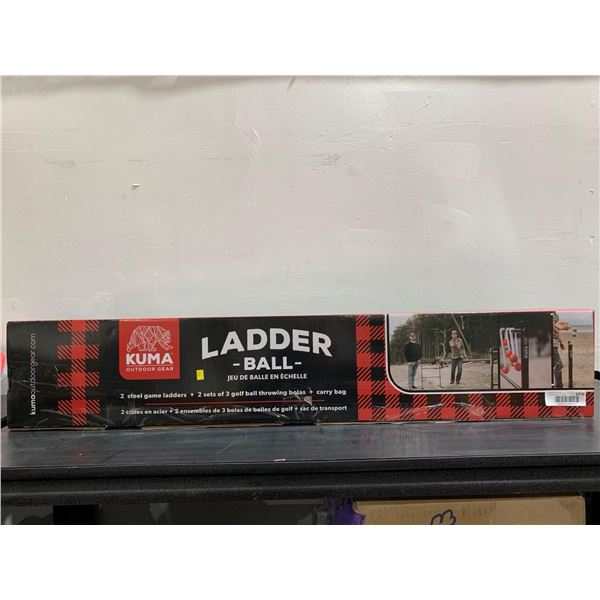 kumaoutdoorgear.com
KUMA
OUTDOOR GEAR
LADDER
- BALL -
JEU DE BALLE EN ÉCHELLE
2 steel game ladders + 2 sets of 3 golf ball throwing bolas + carry bag
2 cibles en acier + 2 ensembles de 3 bolas de balles de golf + sac de transport